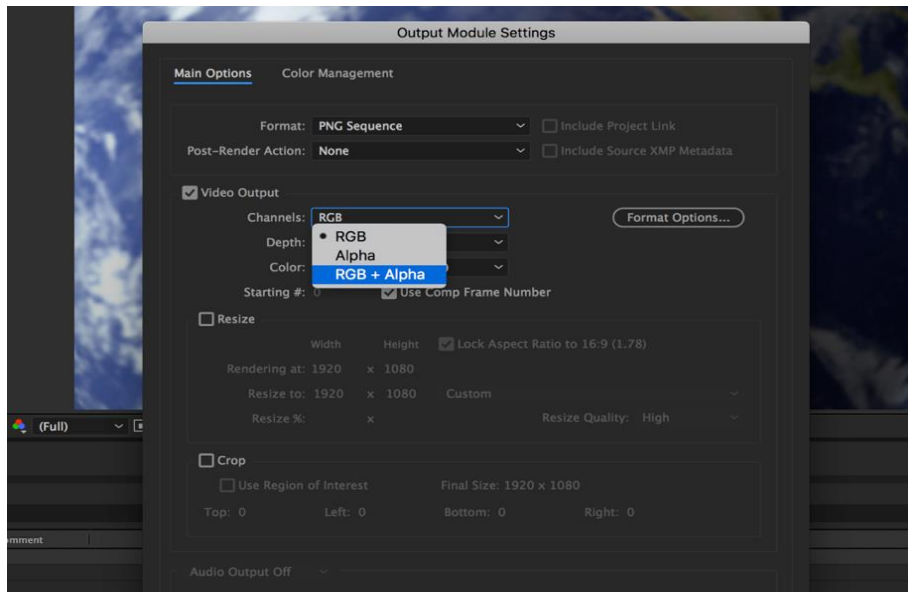 Output Module Settings
Main Options Color Management
Format: PNG Sequence Include Project Link
Post-Render Action: None Include Source XMP Metadata
Video Output
Channels: RGB Format Options...
RGB
Depth:
Alpha
Color:
RGB + Alpha
Starting #: 0 Use Comp Frame Number
Resize
Width Height Lock Aspect Ratio to 16:9 (1.78)
Rendering at: 1920 x 1080
Resize to: 1920 x 1080 Custom
Resize %: x Resize Quality: High
(Full)
Crop
Use Region of Interest Final Size: 1920 x 1080
Top: 0 Left: 0 Bottom: 0 Right: 0
omment
Audio Output Off